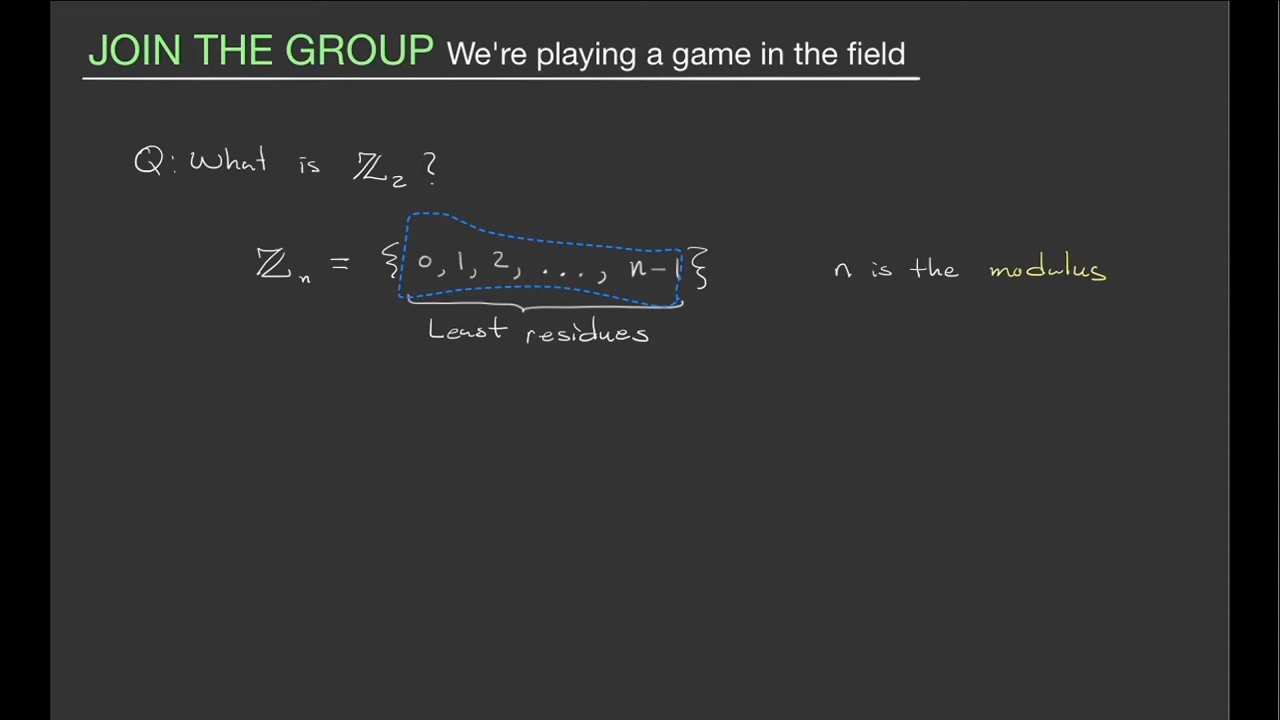 JOIN THE GROUP We're playing a game in the field
Q: What is ℤ₂ ?
ℤₙ = { 0, 1, 2, ..., n-1 } n is the modulus
Least residues